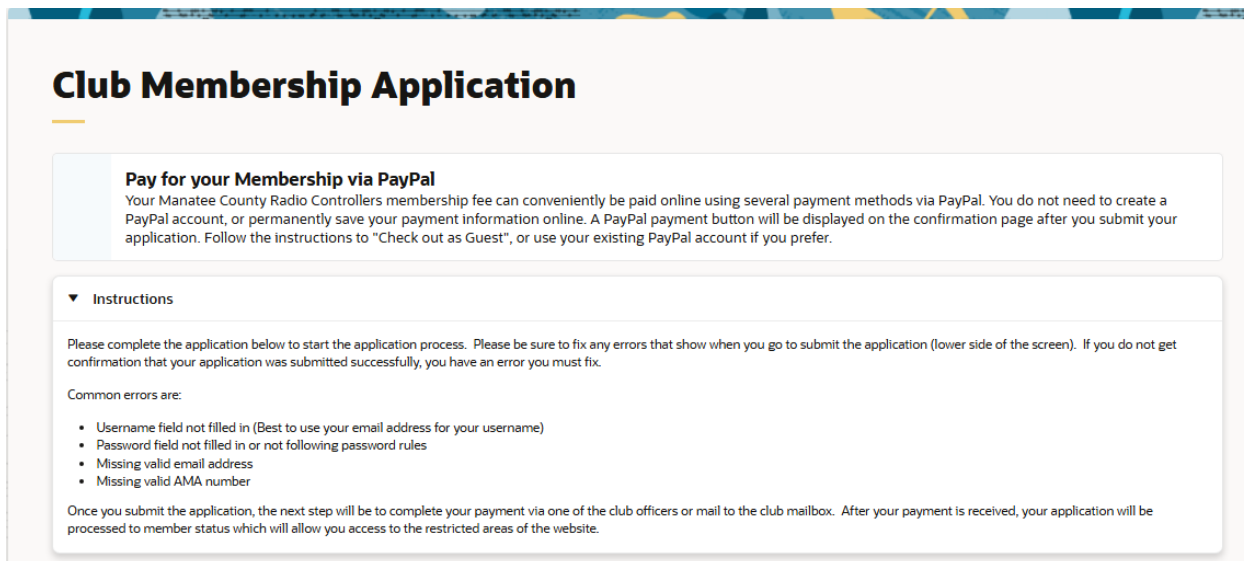 Club Membership Application
Pay for your Membership via PayPal
Your Manatee County Radio Controllers membership fee can conveniently be paid online using several payment methods via PayPal. You do not need to create a
PayPal account, or permanently save your payment information online. A PayPal payment button will be displayed on the confirmation page after you submit your
application. Follow the instructions to "Check out as Guest", or use your existing PayPal account if you prefer.
Instructions
Please complete the application below to start the application process. Please be sure to fix any errors that show when you go to submit the application (lower side of the screen). If you do not get
confirmation that your application was submitted successfully, you have an error you must fix.
Common errors are:
• Username field not filled in (Best to use your email address for your username)
• Password field not filled in or not following password rules
• Missing valid email address
• Missing valid AMA number
Once you submit the application, the next step will be to complete your payment via one of the club officers or mail to the club mailbox. After your payment is received, your application will be
processed to member status which will allow you access to the restricted areas of the website.